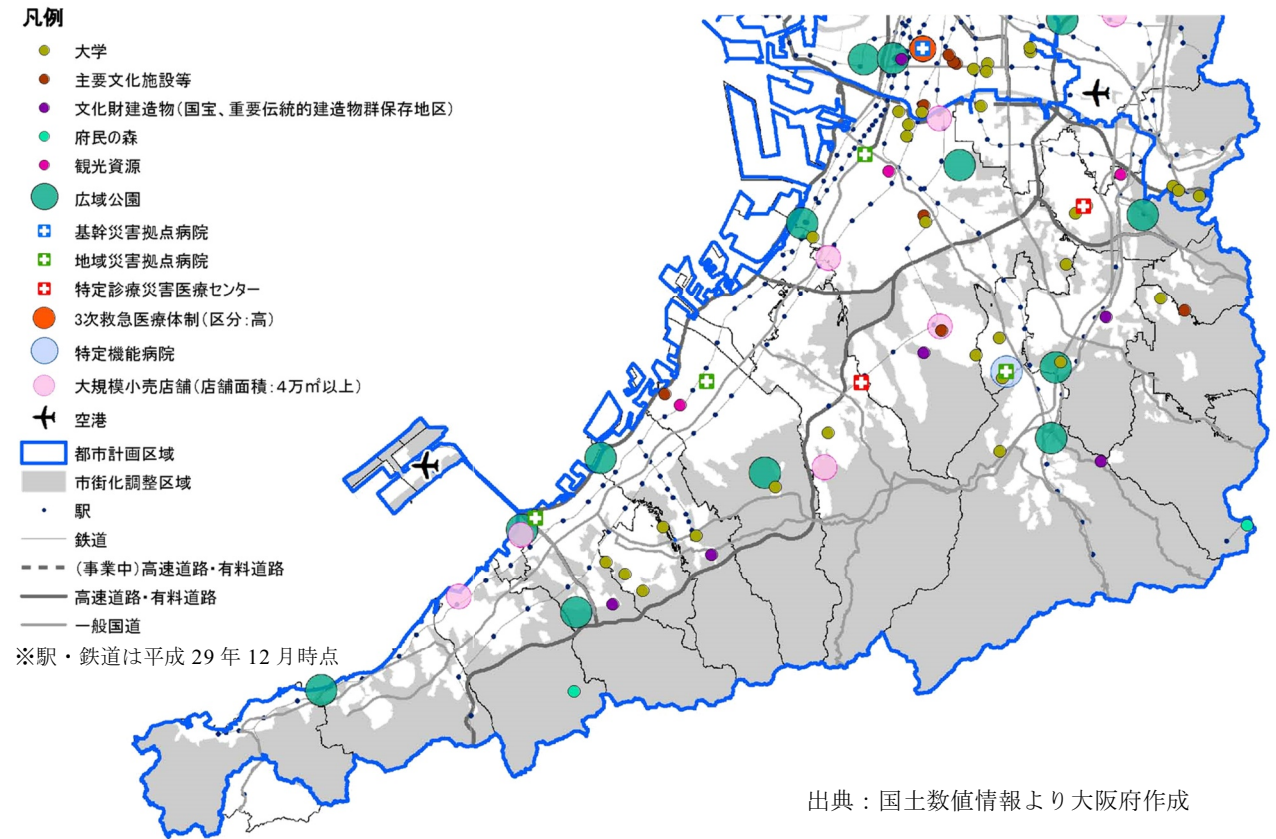 凡例
大学
主要文化施設等
文化財建造物(国宝、重要伝統的建造物群保存地区)
府民の森
観光資源
広域公園
基幹災害拠点病院
地域災害拠点病院
特定診療災害医療センター
3次救急医療体制(区分:高)
特定機能病院
大規模小売店舗(店舗面積:4万㎡以上)
空港
都市計画区域
市街化調整区域
駅
鉄道
(事業中)高速道路・有料道路
高速道路・有料道路
一般国道
※駅・鉄道は平成 29 年 12 月時点
出典：国土数値情報より大阪府作成